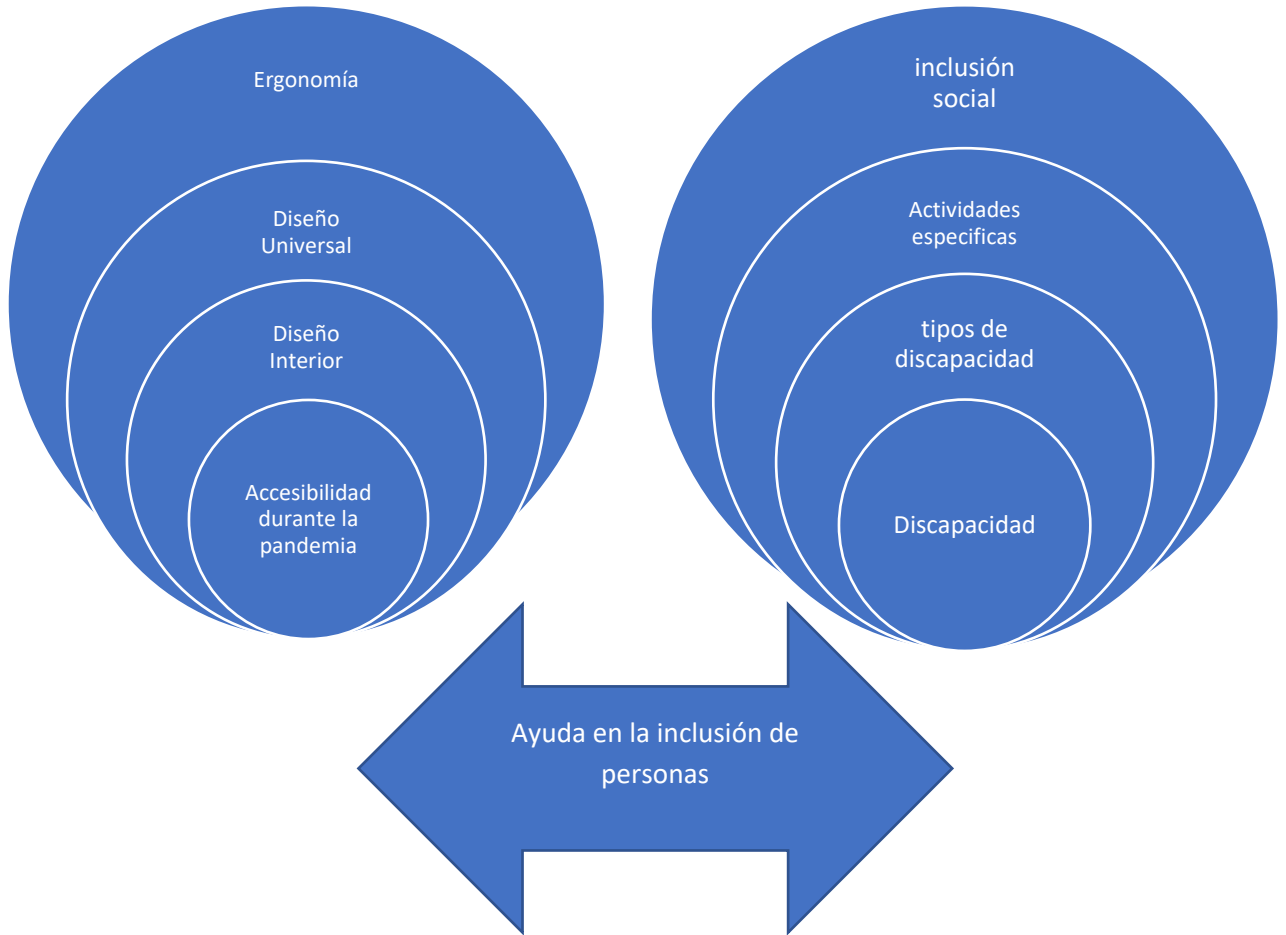 Ergonomía
Diseño
Universal
Diseño
Interior
Accesibilidad
durante la
pandemia
inclusión
social
Actividades
especificas
tipos de
discapacidad
Discapacidad
Ayuda en la inclusión de
personas